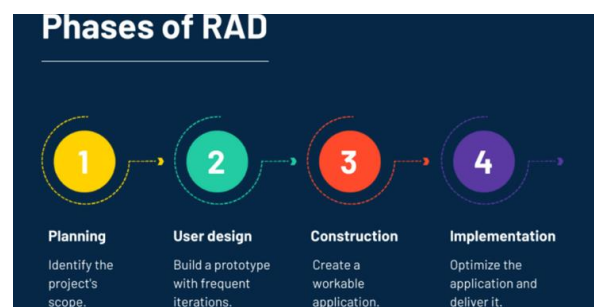 Phases of RAD
1
2
3
4
Planning
Identify the
project's
scope.
User design
Build a prototype
with frequent
iterations.
Construction
Create a
workable
application.
Implementation
Optimize the
application and
deliver it.